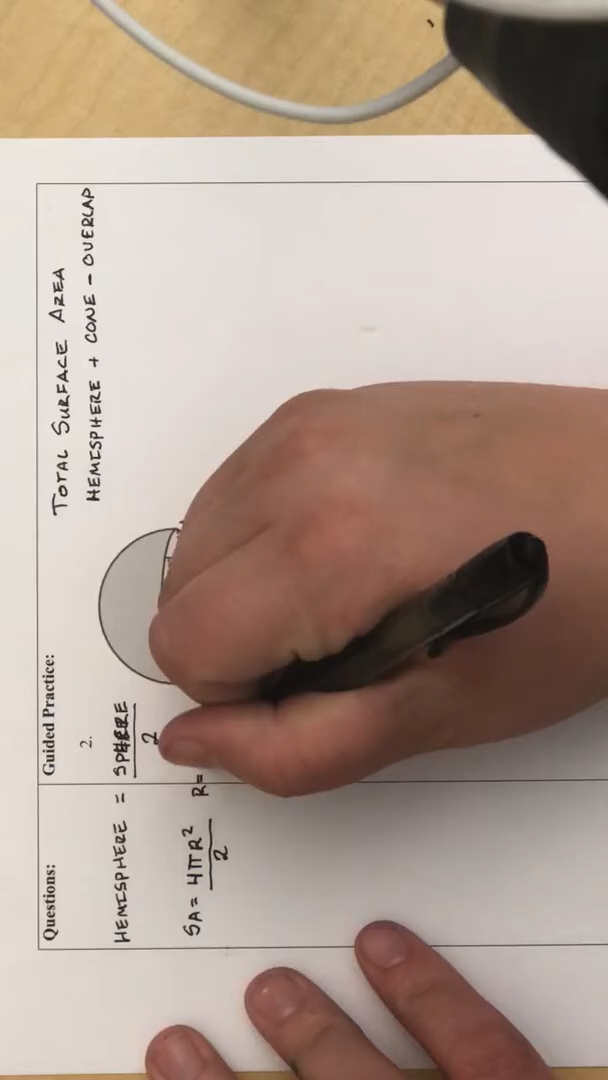 Questions:
HEMISPHERE = SPHERE
2
SA = 4πR²
2
R=
Guided Practice:
2.
TOTAL SURFACE AREA
HEMISPHERE + CONE - OVERLAP